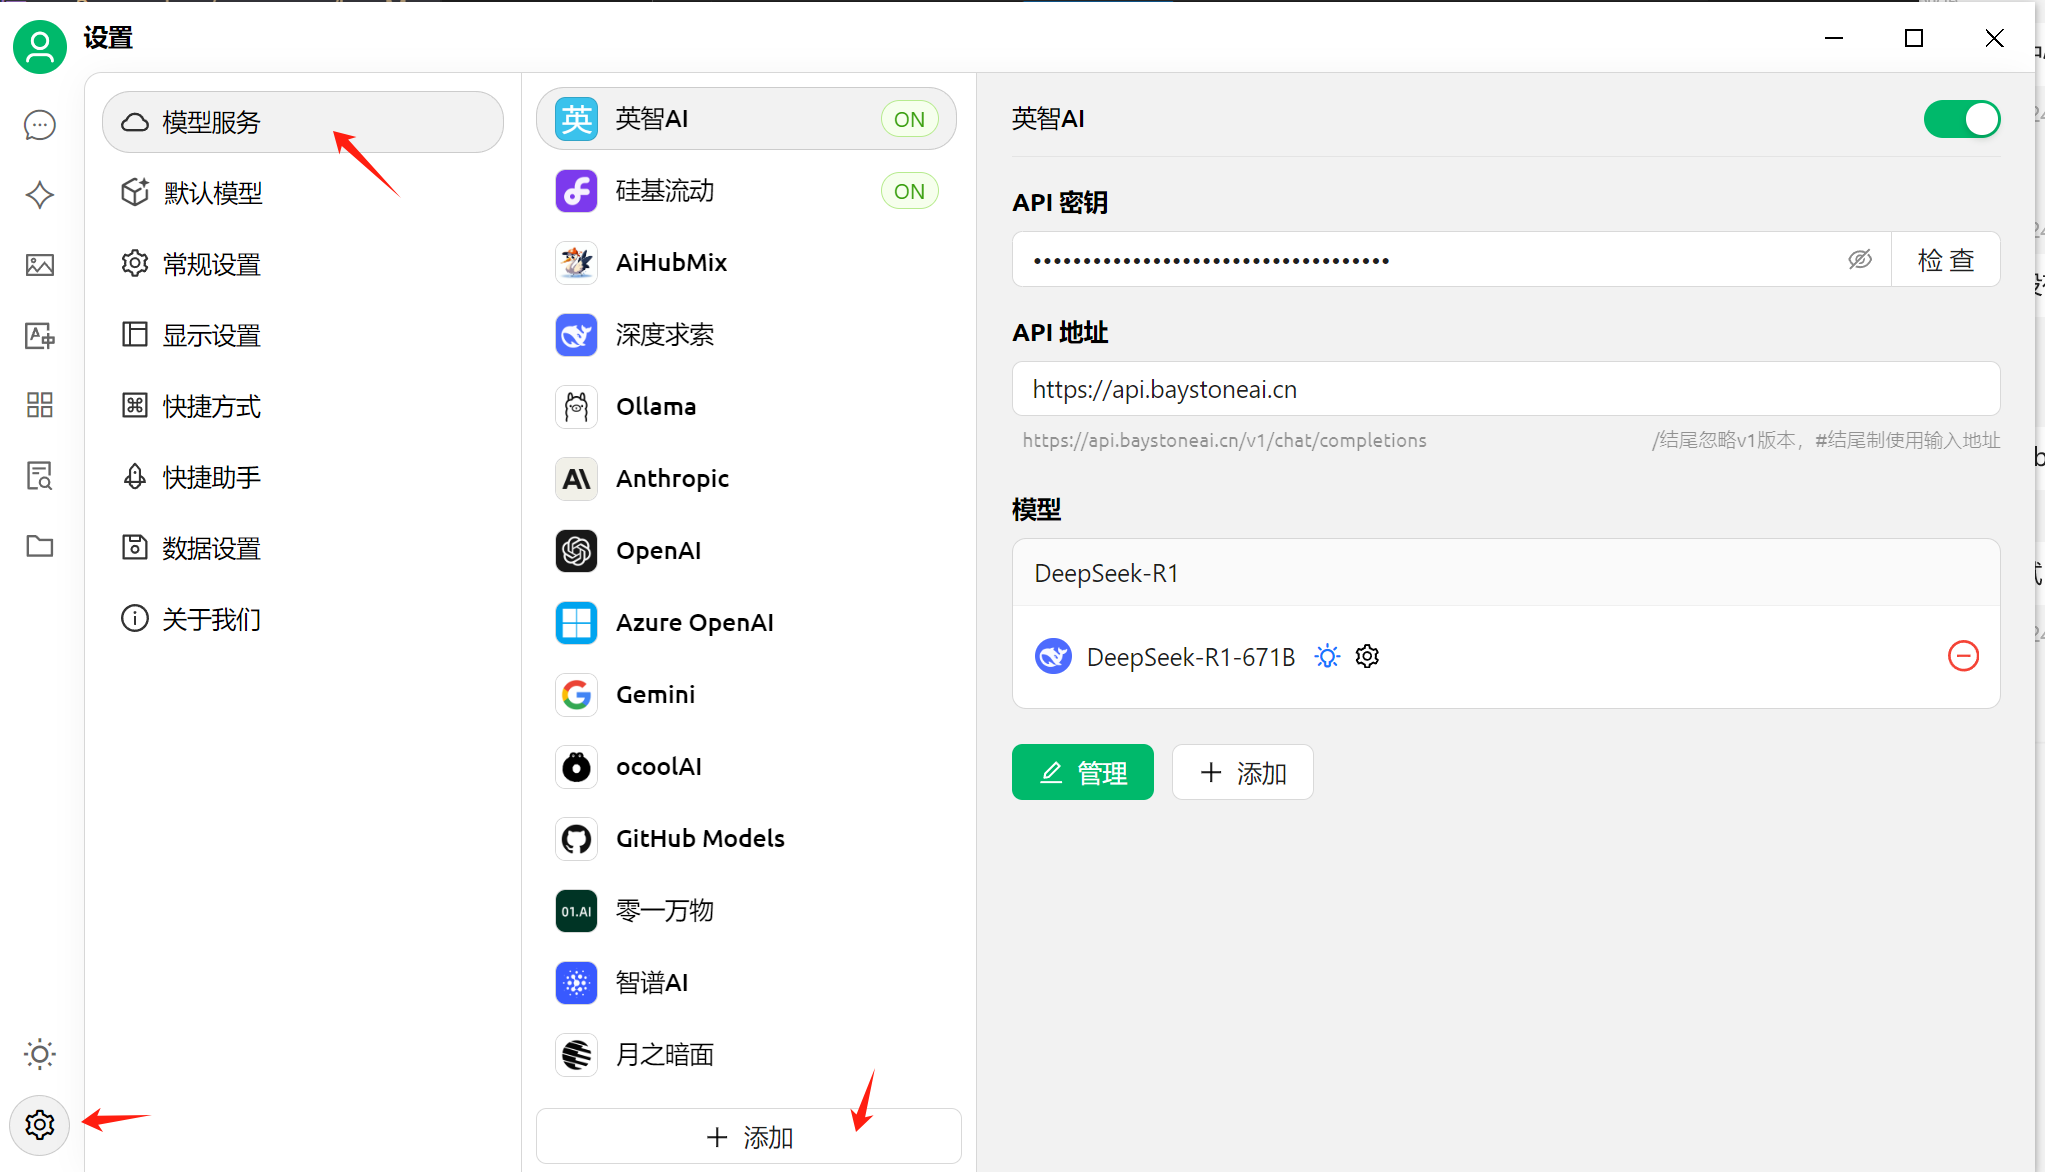 设置
模型服务
默认模型
常规设置
显示设置
快捷方式
快捷助手
数据设置
关于我们
英 英智AI ON
硅基流动 ON
AiHubMix
深度求索
Ollama
Anthropic
OpenAI
Azure OpenAI
Gemini
ocoolAI
GitHub Models
01.AI 零一万物
智谱AI
月之暗面
添加
英智AI
API 密钥
检 查
API 地址
https://api.baystoneai.cn
https://api.baystoneai.cn/v1/chat/completions /结尾忽略v1版本，#结尾制使用输入地址
模型
DeepSeek-R1
DeepSeek-R1-671B
管理 添加